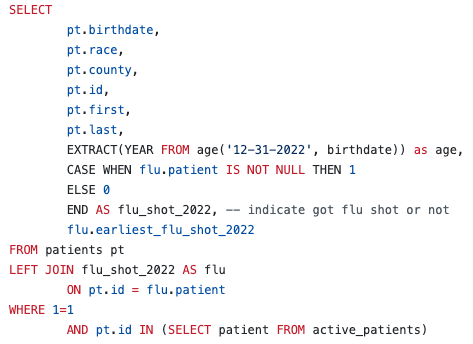 SELECT
pt.birthdate,
pt.race,
pt.county,
pt.id,
pt.first,
pt.last,
EXTRACT(YEAR FROM age('12-31-2022', birthdate)) as age,
CASE WHEN flu.patient IS NOT NULL THEN 1
ELSE 0
END AS flu_shot_2022, -- indicate got flu shot or not
flu.earliest_flu_shot_2022
FROM patients pt
LEFT JOIN flu_shot_2022 AS flu
ON pt.id = flu.patient
WHERE 1=1
AND pt.id IN (SELECT patient FROM active_patients)